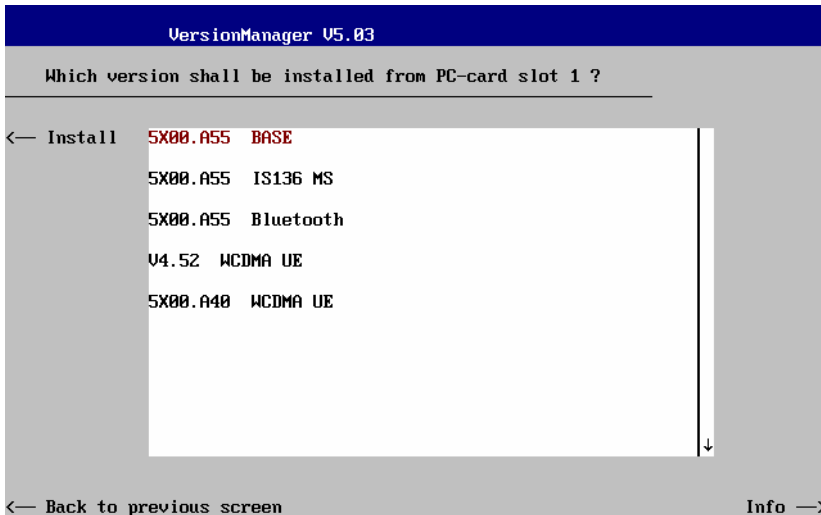 VersionManager V5.03
Which version shall be installed from PC-card slot 1 ?
<— Install
5X00.A55 BASE
5X00.A55 IS136 MS
5X00.A55 Bluetooth
V4.52 WCDMA UE
5X00.A40 WCDMA UE
↓
<— Back to previous screen
Info —>